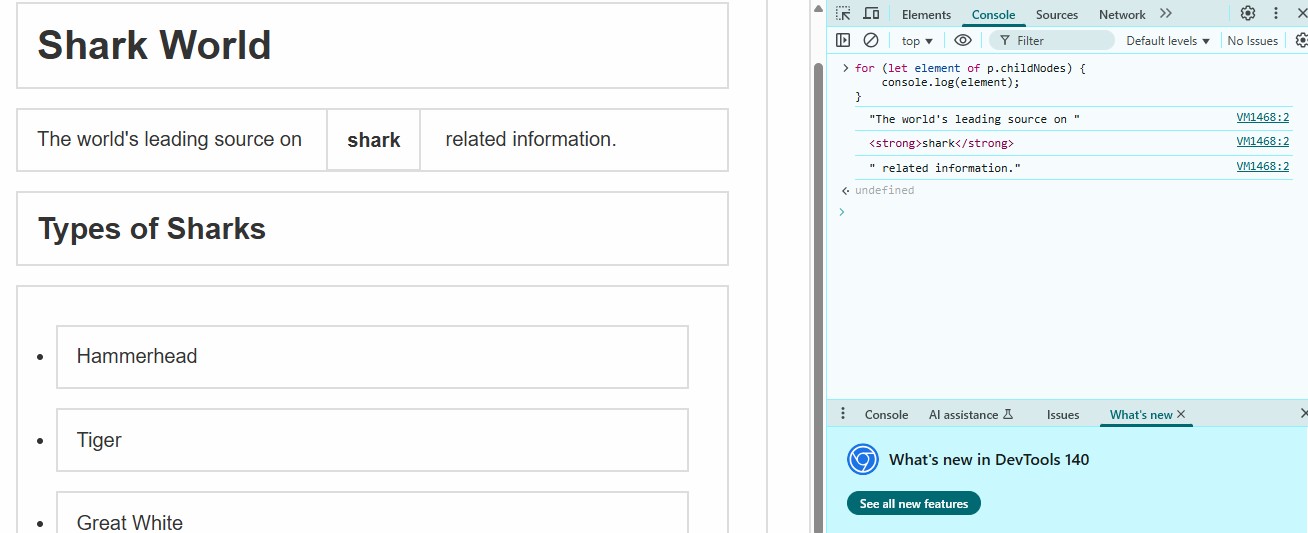 Shark World
The world's leading source on shark related information.
Types of Sharks
Hammerhead
Tiger
Great White
Elements Console Sources Network
top Filter Default levels No Issues
for (let element of p.childNodes) {
console.log(element);
}
"The world's leading source on " VM1468:2
<strong>shark</strong> VM1468:2
" related information." VM1468:2
undefined
Console AI assistance Issues What's new
What's new in DevTools 140
See all new features